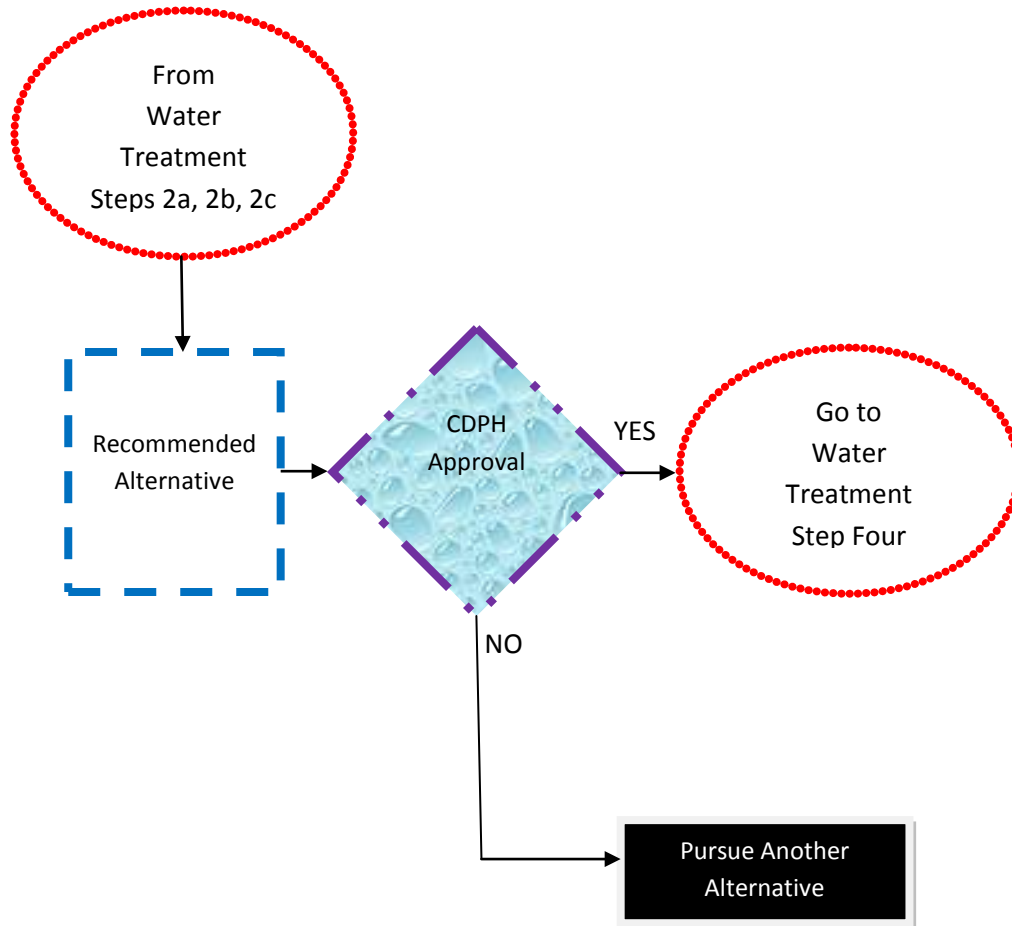 From
Water
Treatment
Steps 2a, 2b, 2c
Recommended
Alternative
CDPH
Approval
YES
Go to
Water
Treatment
Step Four
NO
Pursue Another
Alternative